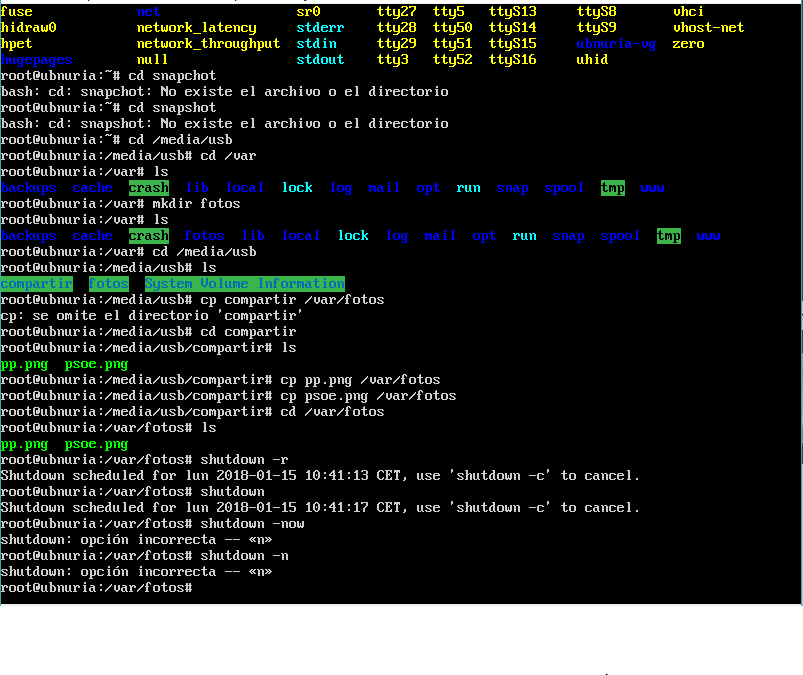 fuse net sr0 tty27 tty5 ttyS13 ttyS8 vhci
hidraw0 network_latency stderr tty28 tty50 ttyS14 ttyS9 vhost-net
hpet network_throughput stdin tty29 tty51 ttyS15 ubnuria-vg zero
hugepages null stdout tty3 tty52 ttyS16 uhid
root@ubnuria:~# cd snapchot
bash: cd: snapchot: No existe el archivo o el directorio
root@ubnuria:~# cd snapshot
bash: cd: snapshot: No existe el archivo o el directorio
root@ubnuria:~# cd /media/usb
root@ubnuria:/media/usb# cd /var
root@ubnuria:/var# ls
backups cache crash lib local lock log mail opt run snap spool tmp www
root@ubnuria:/var# mkdir fotos
root@ubnuria:/var# ls
backups cache crash fotos lib local lock log mail opt run snap spool tmp www
root@ubnuria:/var# cd /media/usb
root@ubnuria:/media/usb# ls
compartir fotos System Volume Information
root@ubnuria:/media/usb# cp compartir /var/fotos
cp: se omite el directorio 'compartir'
root@ubnuria:/media/usb# cd compartir
root@ubnuria:/media/usb/compartir# ls
pp.png psoe.png
root@ubnuria:/media/usb/compartir# cp pp.png /var/fotos
root@ubnuria:/media/usb/compartir# cp psoe.png /var/fotos
root@ubnuria:/media/usb/compartir# cd /var/fotos
root@ubnuria:/var/fotos# ls
pp.png psoe.png
root@ubnuria:/var/fotos# shutdown -r
Shutdown scheduled for lun 2018-01-15 10:41:13 CET, use 'shutdown -c' to cancel.
root@ubnuria:/var/fotos# shutdown
Shutdown scheduled for lun 2018-01-15 10:41:17 CET, use 'shutdown -c' to cancel.
root@ubnuria:/var/fotos# shutdown -now
shutdown: opción incorrecta -- «n»
root@ubnuria:/var/fotos# shutdown -n
shutdown: opción incorrecta -- «n»
root@ubnuria:/var/fotos#